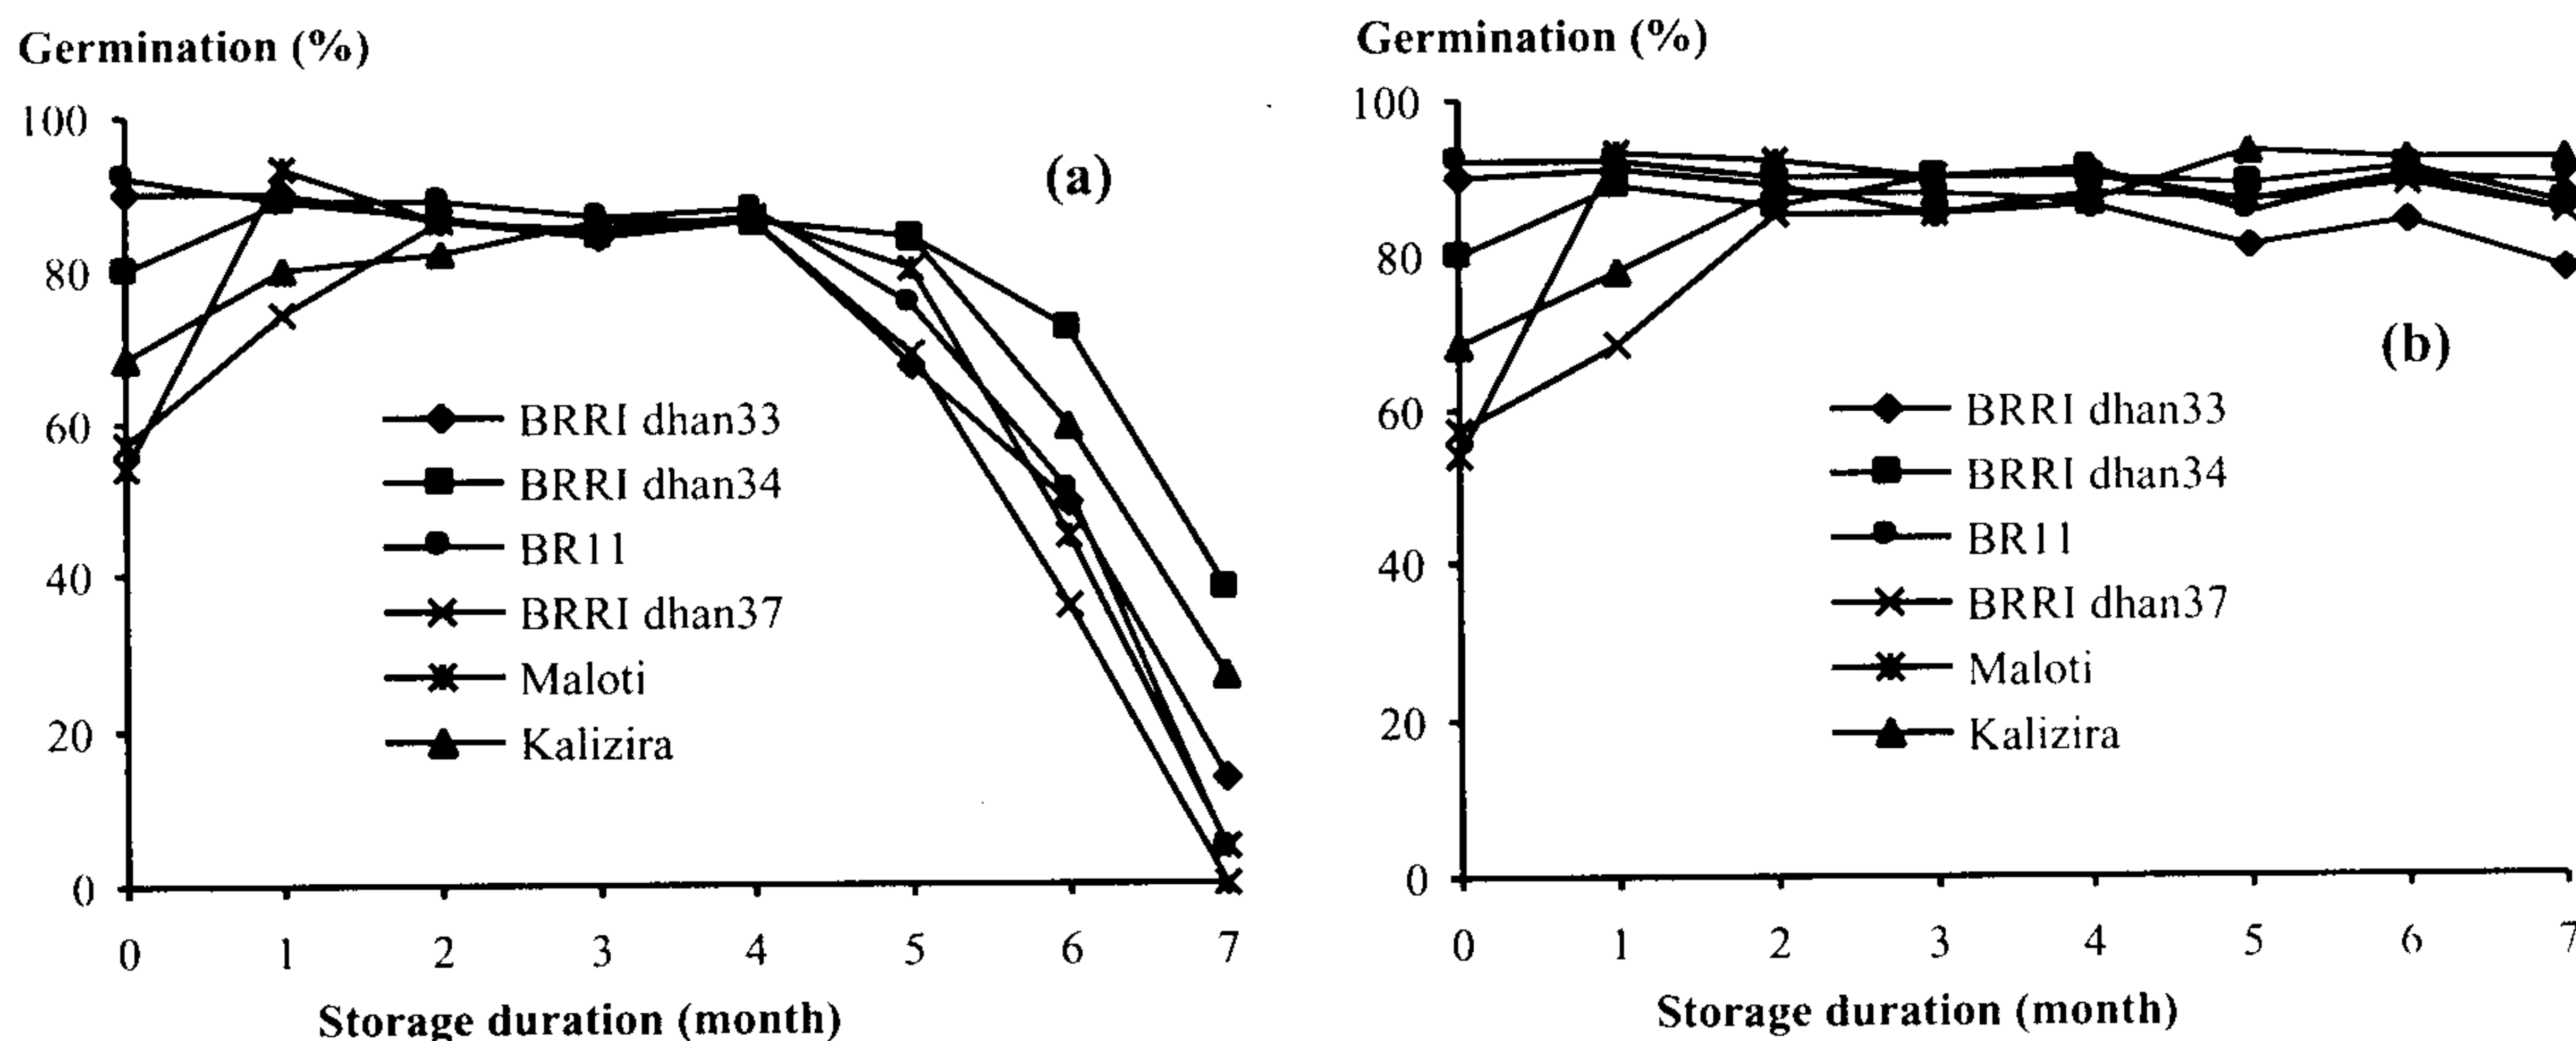 Germination (%)
100
80
60
40
20
0
0 1 2 3 4 5 6 7
Storage duration (month)
(a)
BRRI dhan33
BRRI dhan34
BR11
BRRI dhan37
Maloti
Kalizira
Germination (%)
100
80
60
40
20
0
0 1 2 3 4 5 6 7
Storage duration (month)
(b)
BRRI dhan33
BRRI dhan34
BR11
BRRI dhan37
Maloti
Kalizira